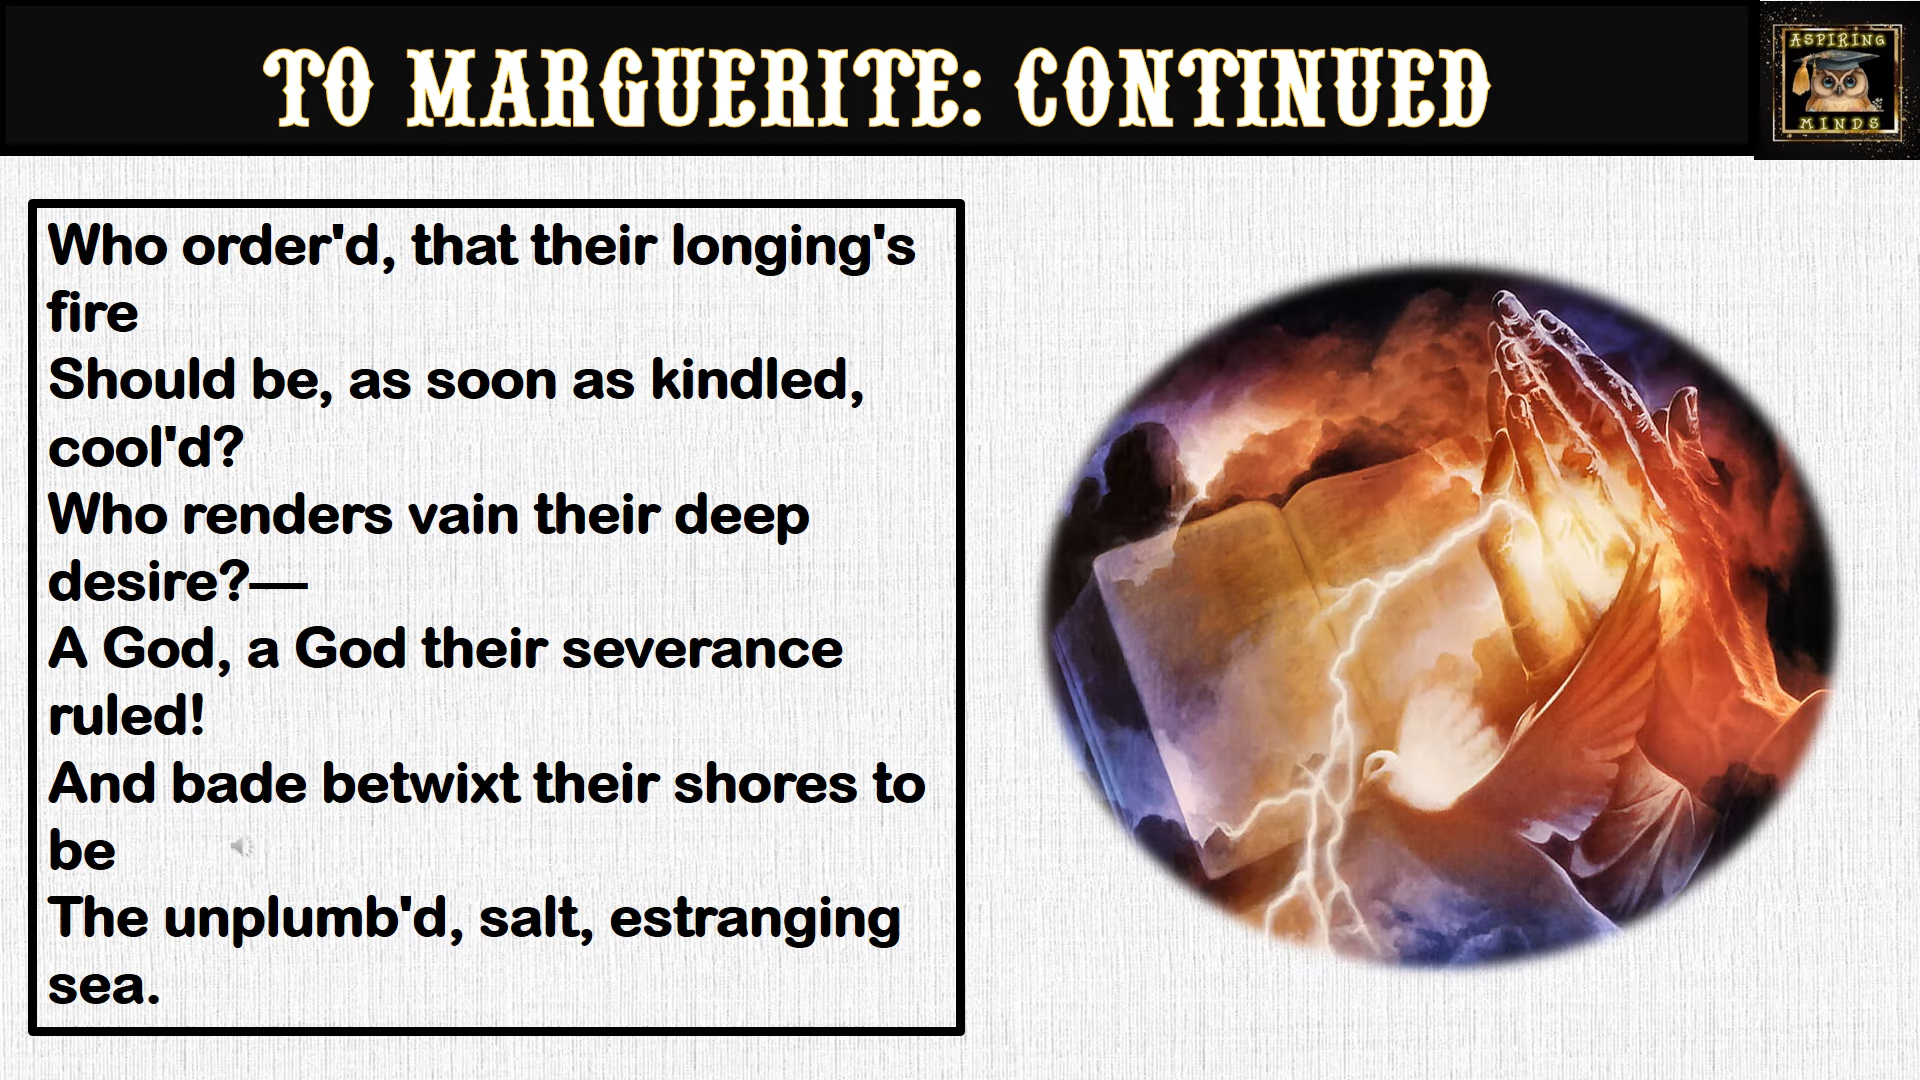 TO MARGUERITE: CONTINUED
ASPIRING
MINDS
Who order'd, that their longing's
fire
Should be, as soon as kindled,
cool'd?
Who renders vain their deep
desire?—
A God, a God their severance
ruled!
And bade betwixt their shores to
be
The unplumb'd, salt, estranging
sea.